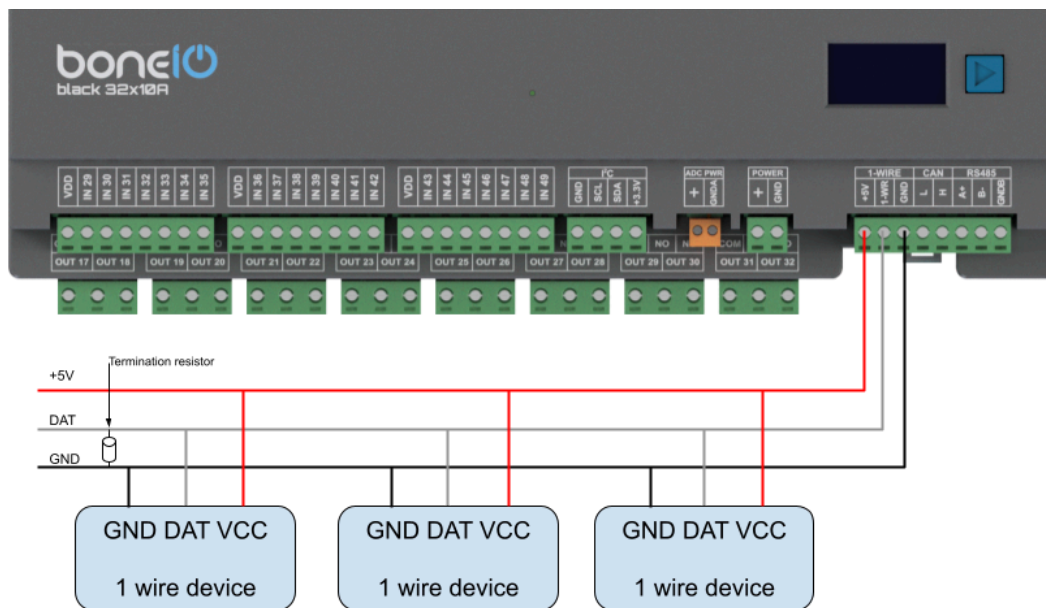 boneIO
black 32x10A
I²C
ADC PWR
POWER
1-WIRE CAN RS485
VDD IN 29 IN 30 IN 31 IN 32 IN 33 IN 34 IN 35
VDD IN 36 IN 37 IN 38 IN 39 IN 40 IN 41 IN 42
VDD IN 43 IN 44 IN 45 IN 46 IN 47 IN 48 IN 49
GND SCL SDA +3.3V
+ GNDA
+ GND
+5V 1-WR GND L H A+ B- GNDB
NO COM
OUT 17 OUT 18 OUT 19 OUT 20 OUT 21 OUT 22 OUT 23 OUT 24 OUT 25 OUT 26 OUT 27 OUT 28 OUT 29 OUT 30 OUT 31 OUT 32
Termination resistor
+5V
DAT
GND
GND DAT VCC
1 wire device
GND DAT VCC
1 wire device
GND DAT VCC
1 wire device